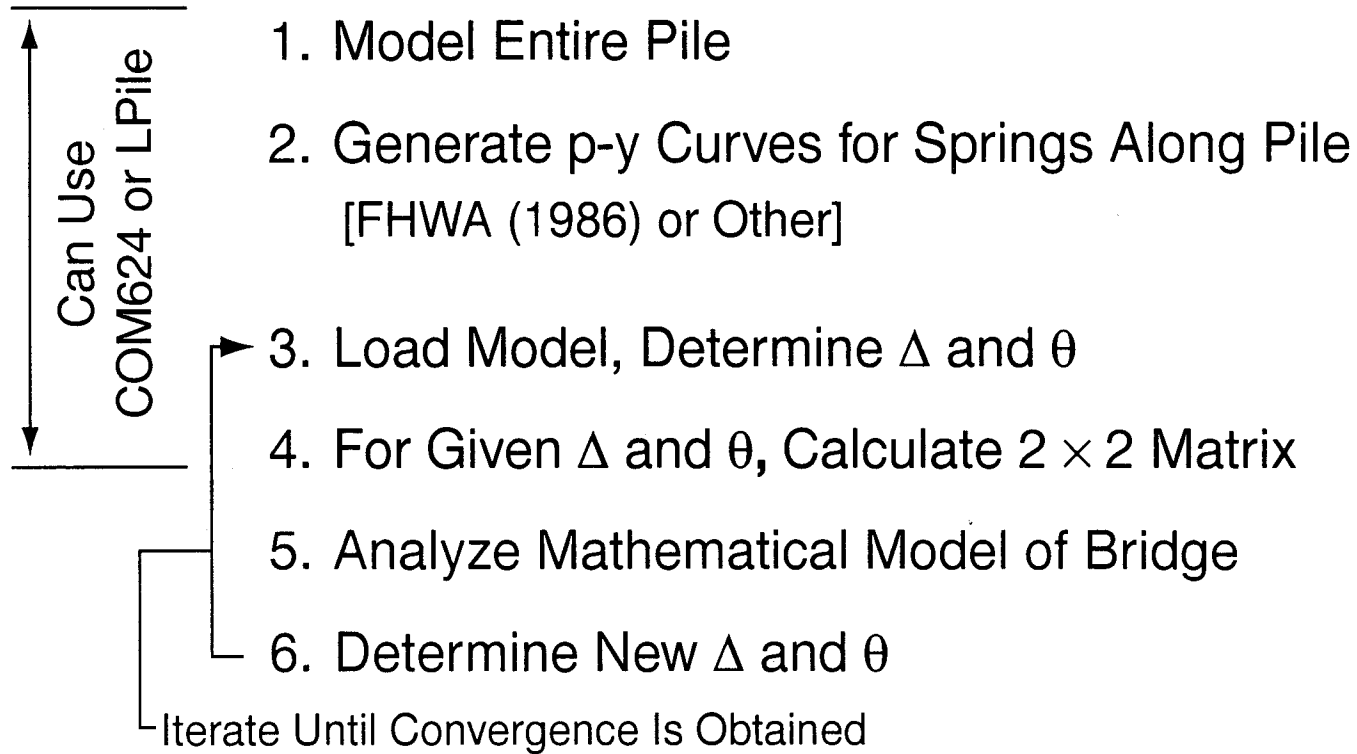 Can Use
COM624 or LPile
1. Model Entire Pile
2. Generate p-y Curves for Springs Along Pile
[FHWA (1986) or Other]
3. Load Model, Determine Δ and θ
4. For Given Δ and θ, Calculate 2 × 2 Matrix
5. Analyze Mathematical Model of Bridge
6. Determine New Δ and θ
Iterate Until Convergence Is Obtained